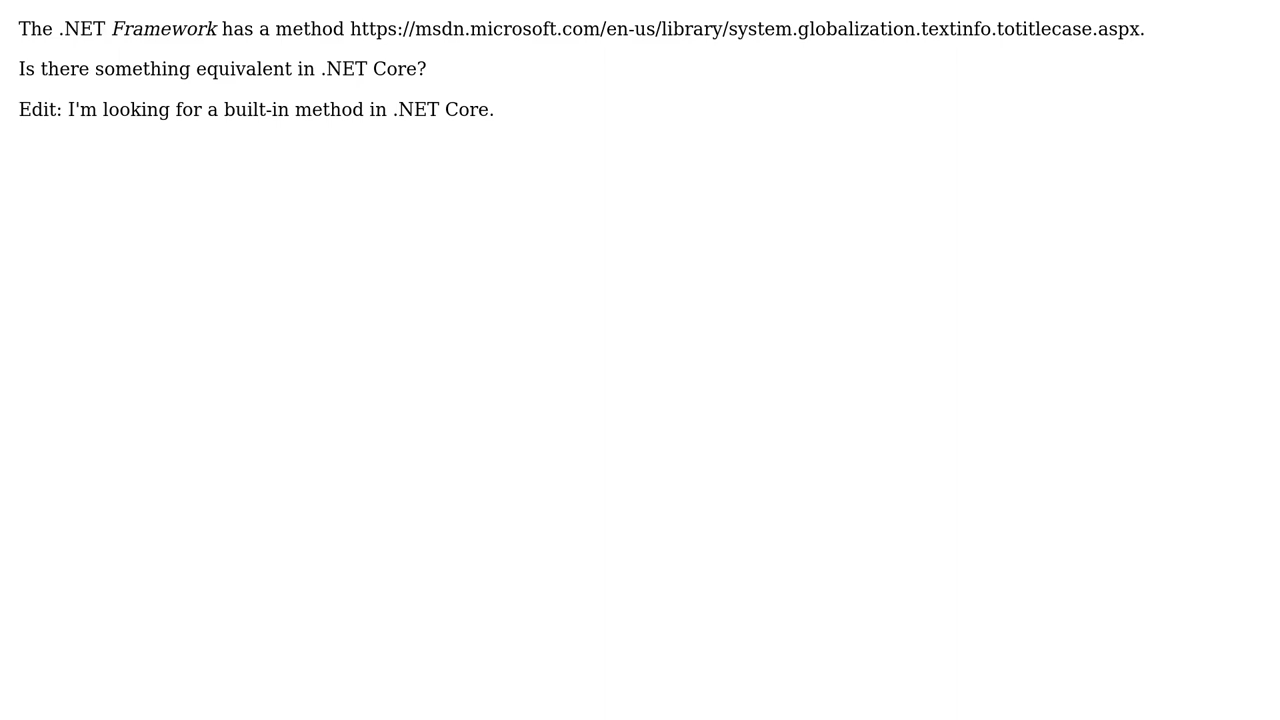 The .NET Framework has a method https://msdn.microsoft.com/en-us/library/system.globalization.textinfo.totitlecase.aspx.
Is there something equivalent in .NET Core?
Edit: I'm looking for a built-in method in .NET Core.